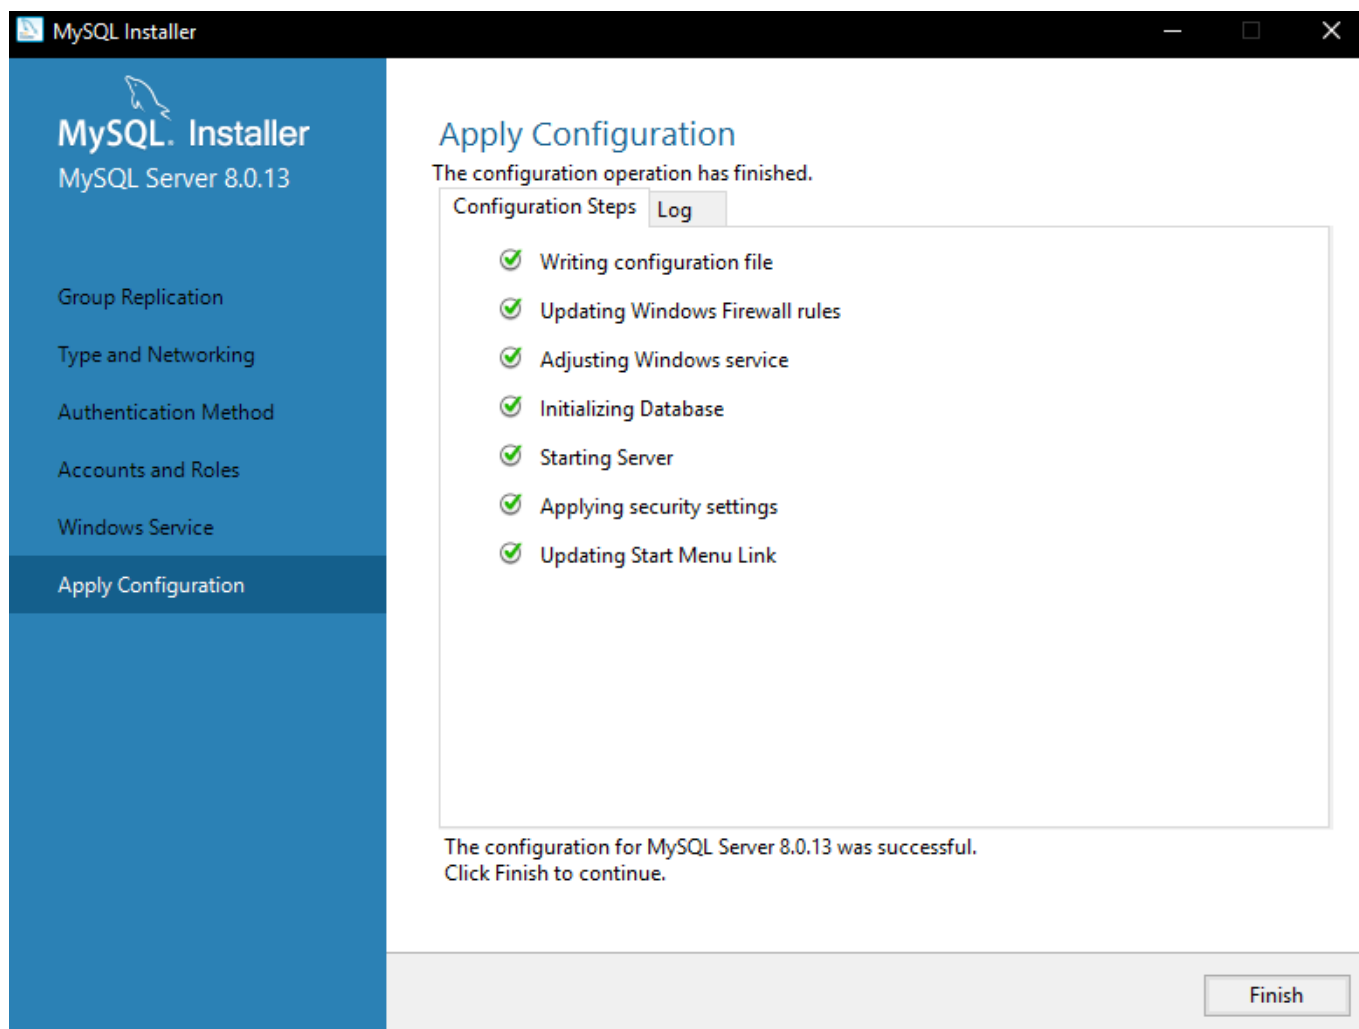 MySQL Installer
MySQL. Installer
MySQL Server 8.0.13
Group Replication
Type and Networking
Authentication Method
Accounts and Roles
Windows Service
Apply Configuration
Apply Configuration
The configuration operation has finished.
Configuration Steps Log
Writing configuration file
Updating Windows Firewall rules
Adjusting Windows service
Initializing Database
Starting Server
Applying security settings
Updating Start Menu Link
The configuration for MySQL Server 8.0.13 was successful.
Click Finish to continue.
Finish